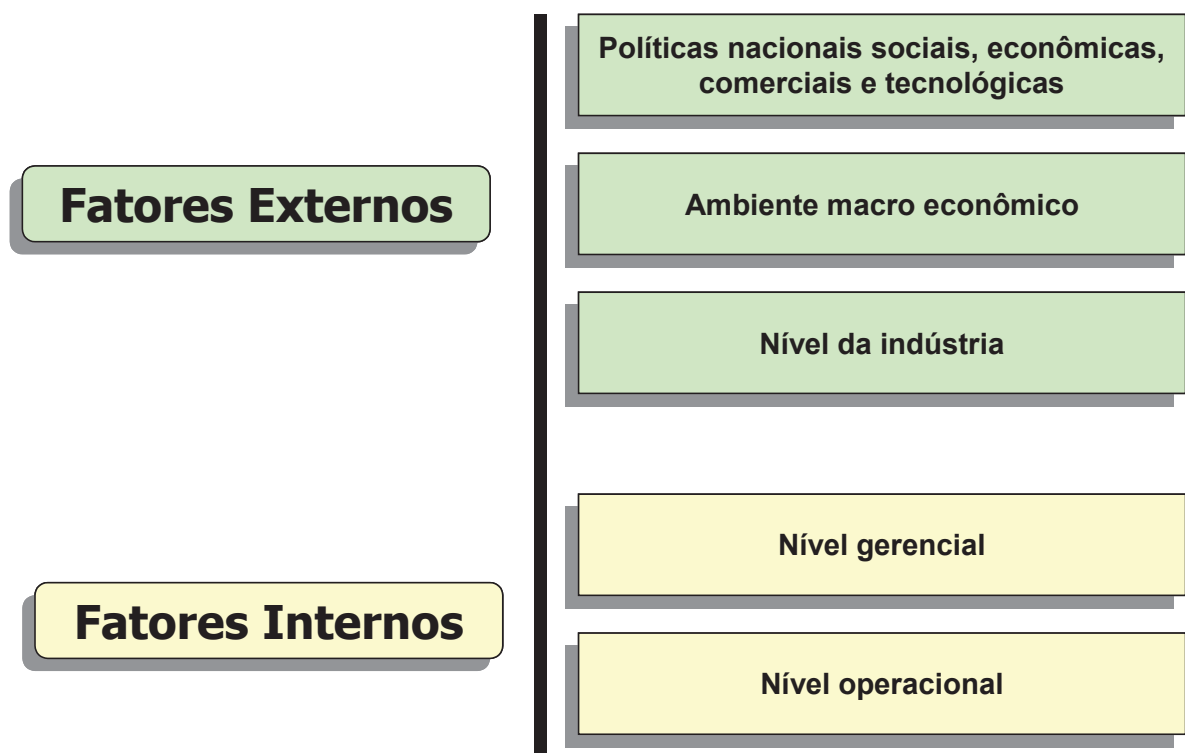 Políticas nacionais sociais, econômicas,
comerciais e tecnológicas
Fatores Externos
Ambiente macro econômico
Nível da indústria
Nível gerencial
Fatores Internos
Nível operacional